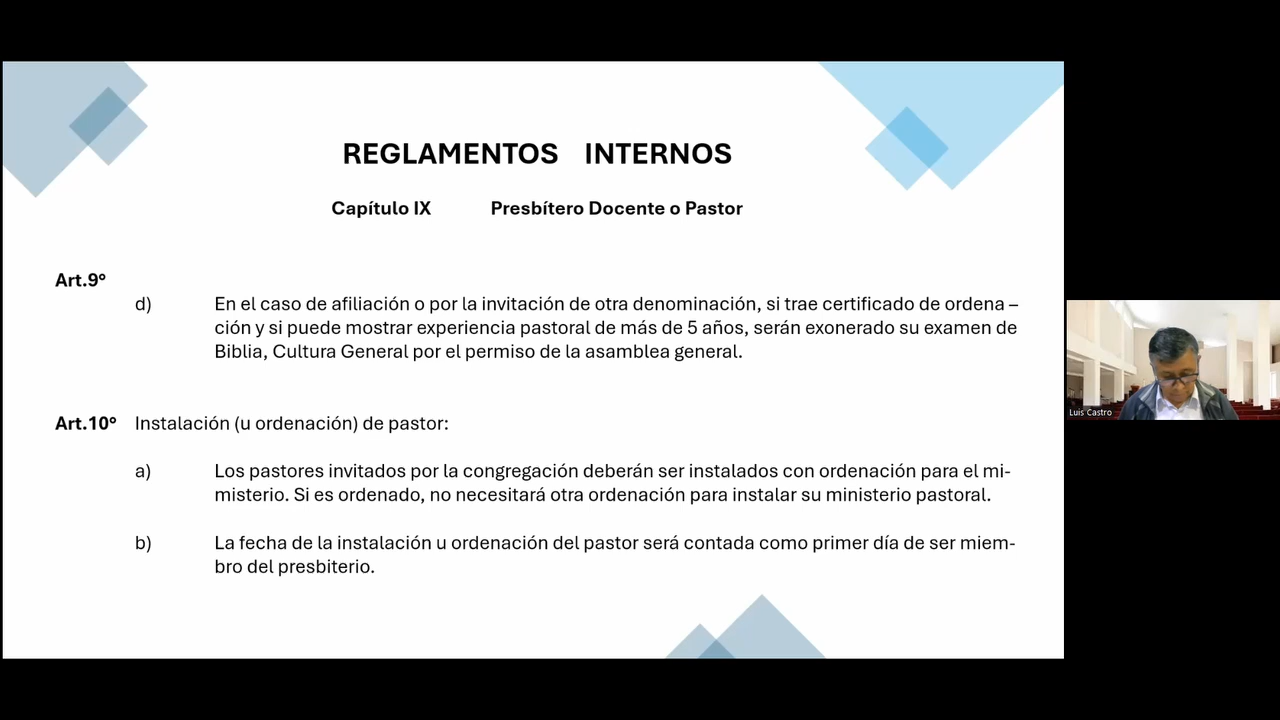 REGLAMENTOS INTERNOS
Capítulo IX Presbítero Docente o Pastor
Art.9°
d) En el caso de afiliación o por la invitación de otra denominación, si trae certificado de ordena –
ción y si puede mostrar experiencia pastoral de más de 5 años, serán exonerado su examen de
Biblia, Cultura General por el permiso de la asamblea general.
Art.10° Instalación (u ordenación) de pastor:
a) Los pastores invitados por la congregación deberán ser instalados con ordenación para el mi-
misterio. Si es ordenado, no necesitará otra ordenación para instalar su ministerio pastoral.
b) La fecha de la instalación u ordenación del pastor será contada como primer día de ser miem-
bro del presbiterio.
Luis Castro